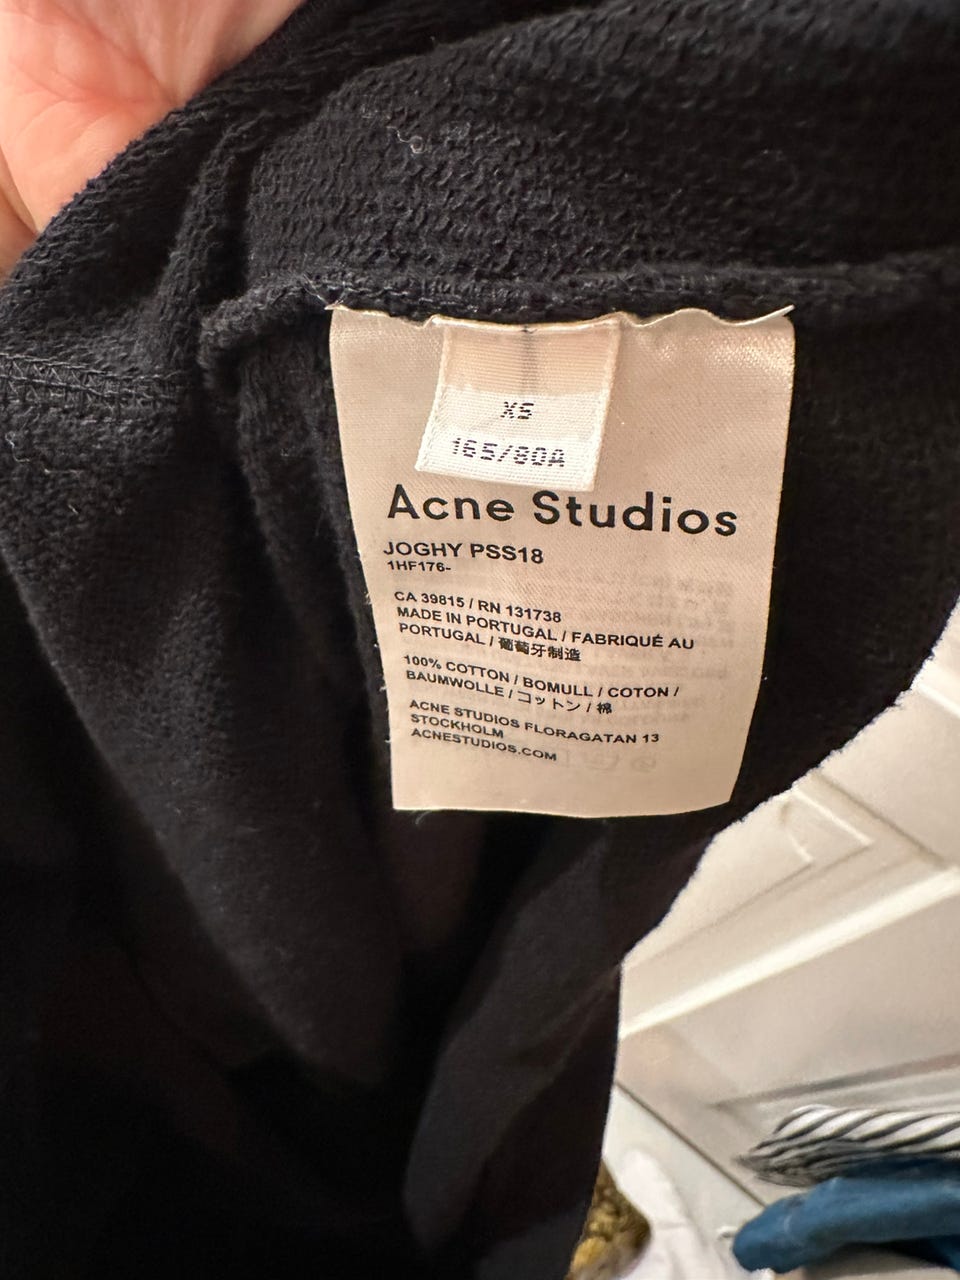 XS
165/80A
Acne Studios
JOGHY PSS18
1HF176-
CA 39815 / RN 131738
MADE IN PORTUGAL / FABRIQUÉ AU
PORTUGAL / 葡萄牙制造
100% COTTON / BOMULL / COTON /
BAUMWOLLE / コットン / 棉
ACNE STUDIOS FLORAGATAN 13
STOCKHOLM
ACNESTUDIOS.COM